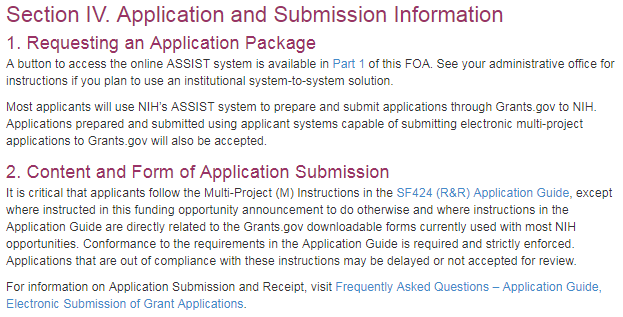 Section IV. Application and Submission Information
1. Requesting an Application Package
A button to access the online ASSIST system is available in Part 1 of this FOA. See your administrative office for
instructions if you plan to use an institutional system-to-system solution.
Most applicants will use NIH's ASSIST system to prepare and submit applications through Grants.gov to NIH.
Applications prepared and submitted using applicant systems capable of submitting electronic multi-project
applications to Grants.gov will also be accepted.
2. Content and Form of Application Submission
It is critical that applicants follow the Multi-Project (M) Instructions in the SF424 (R&R) Application Guide, except
where instructed in this funding opportunity announcement to do otherwise and where instructions in the
Application Guide are directly related to the Grants.gov downloadable forms currently used with most NIH
opportunities. Conformance to the requirements in the Application Guide is required and strictly enforced.
Applications that are out of compliance with these instructions may be delayed or not accepted for review.
For information on Application Submission and Receipt, visit Frequently Asked Questions – Application Guide,
Electronic Submission of Grant Applications.